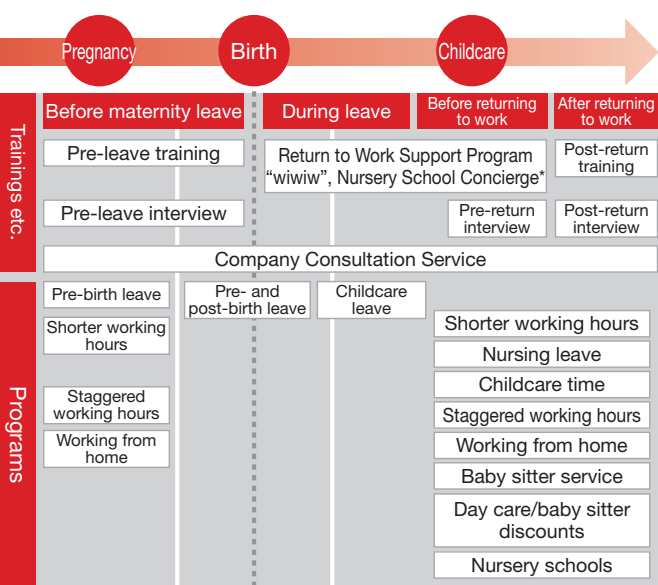 Pregnancy
Birth
Childcare
Before maternity leave
During leave
Before returning
to work
After returning
to work
Trainings etc.
Pre-leave training
Return to Work Support Program
“wiwiw”, Nursery School Concierge*
Post-return
training
Pre-leave interview
Pre-return
interview
Post-return
interview
Company Consultation Service
Programs
Pre-birth leave
Pre- and
post-birth leave
Childcare
leave
Shorter working
hours
Staggered
working hours
Working from
home
Shorter working hours
Nursing leave
Childcare time
Staggered working hours
Working from home
Baby sitter service
Day care/baby sitter
discounts
Nursery schools